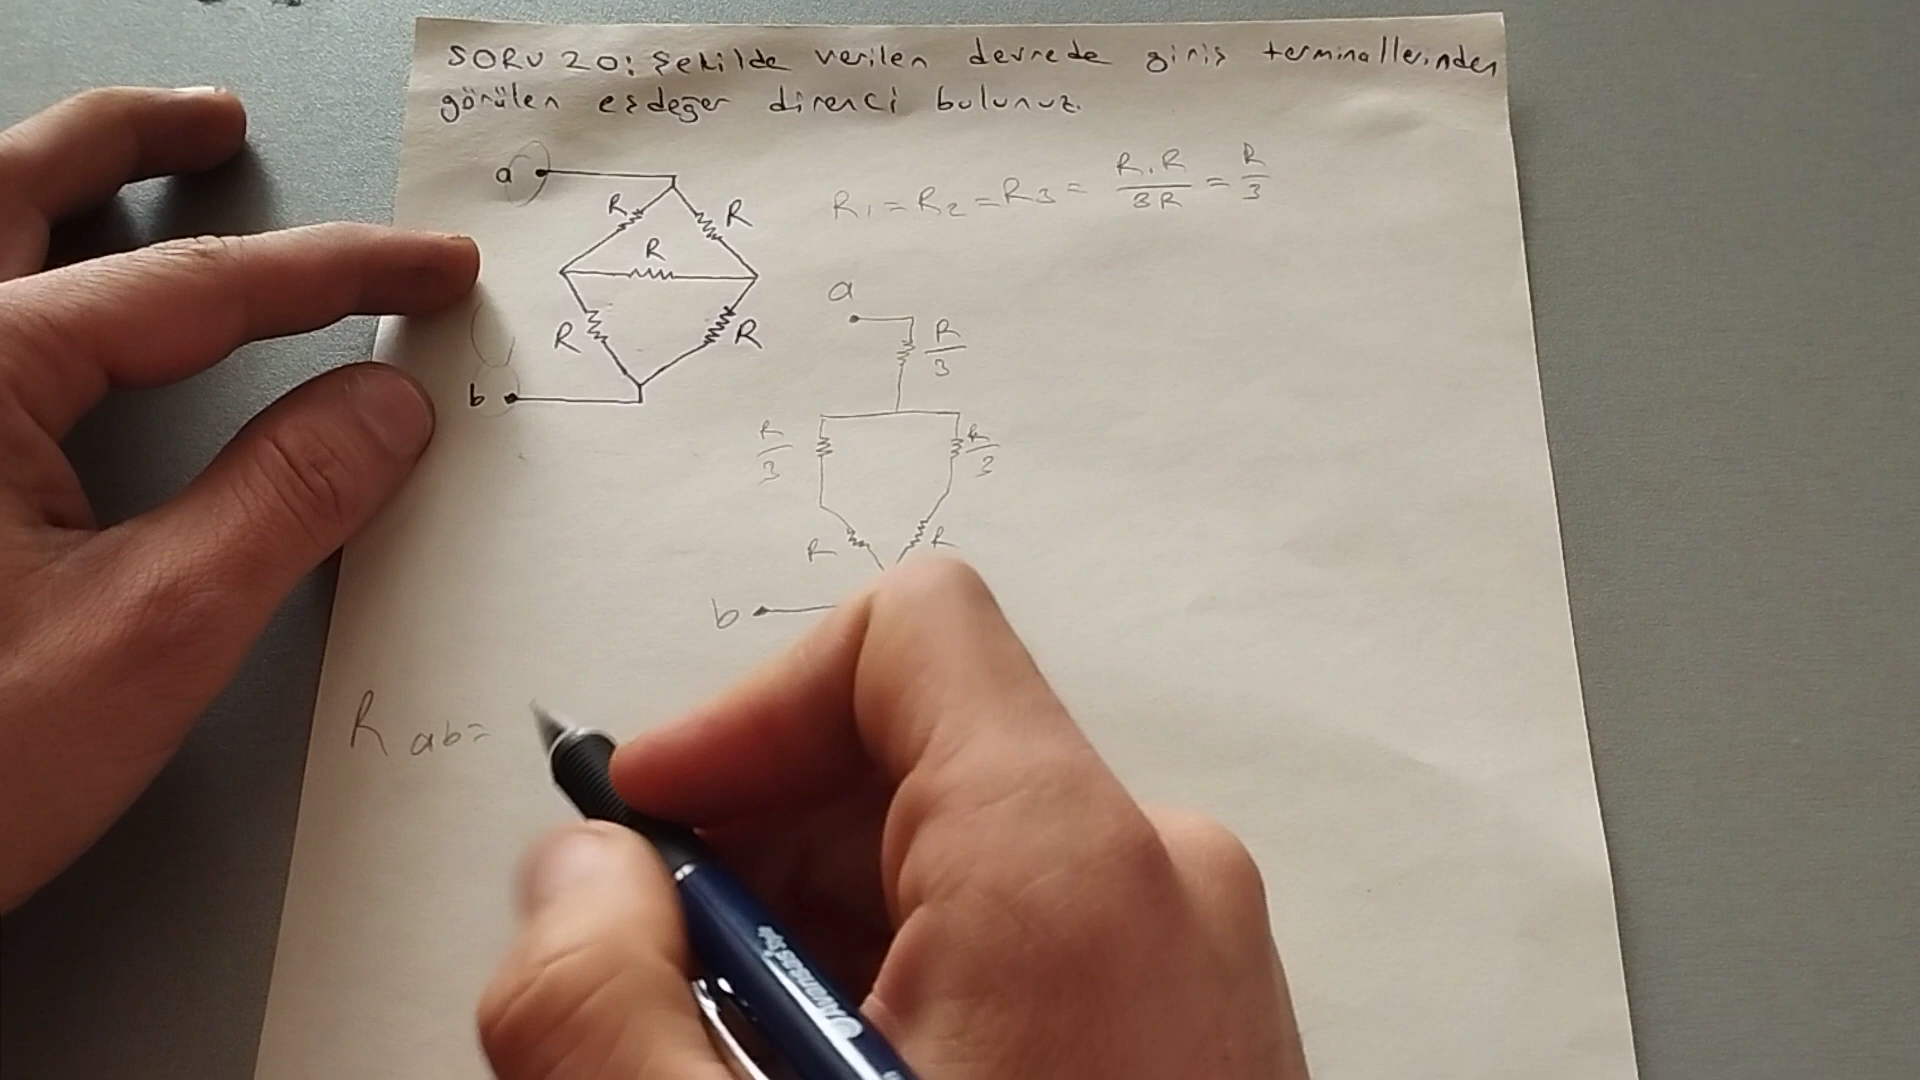 SORU 20: Şekilde verilen devrede giriş terminallerinden
görülen eşdeğer direnci bulunuz.
a
R R
R
R R
b
R1 = R2 = R3 = R.R/3R = R/3
a
R/3
R/3 R/3
R R
b
Rab=